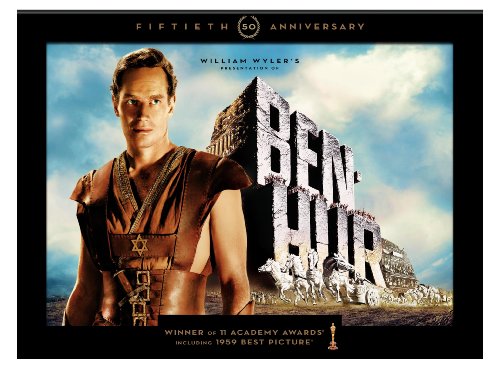 FIFTIETH 50 ANNIVERSARY
WILLIAM WYLER'S
PRESENTATION OF
BEN-
HUR
WINNER OF 11 ACADEMY AWARDS®
INCLUDING 1959 BEST PICTURE®